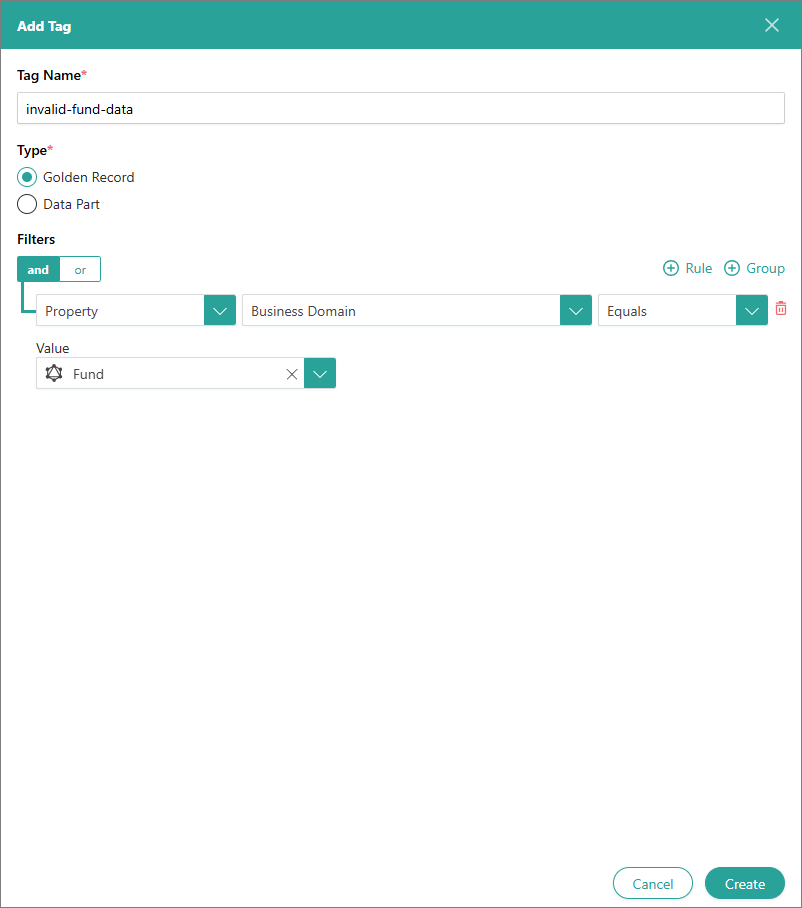 Add Tag
Tag Name*
invalid-fund-data
Type*
Golden Record
Data Part
Filters
and or Rule Group
Property Business Domain Equals
Value
Fund
Cancel Create